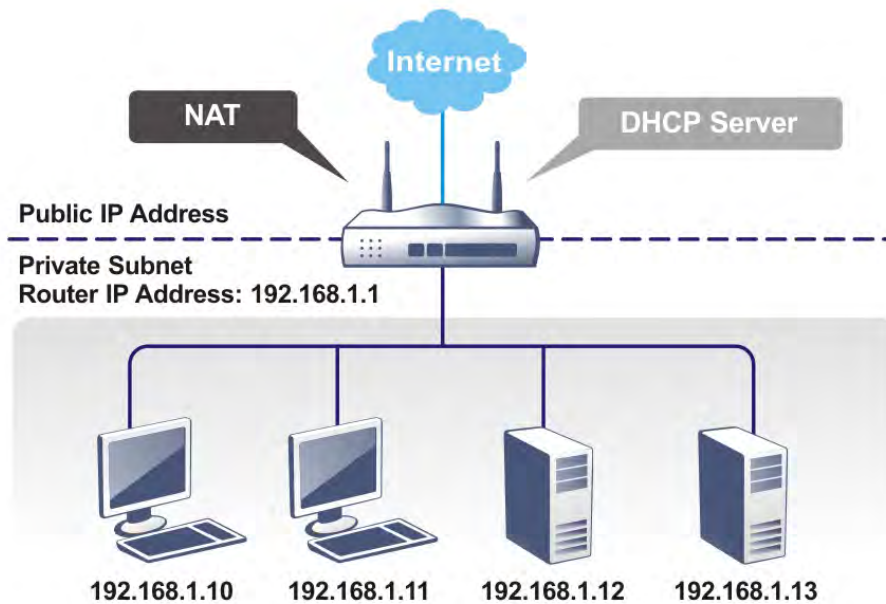 Internet
NAT
DHCP Server
Public IP Address
Private Subnet
Router IP Address: 192.168.1.1
192.168.1.10
192.168.1.11
192.168.1.12
192.168.1.13